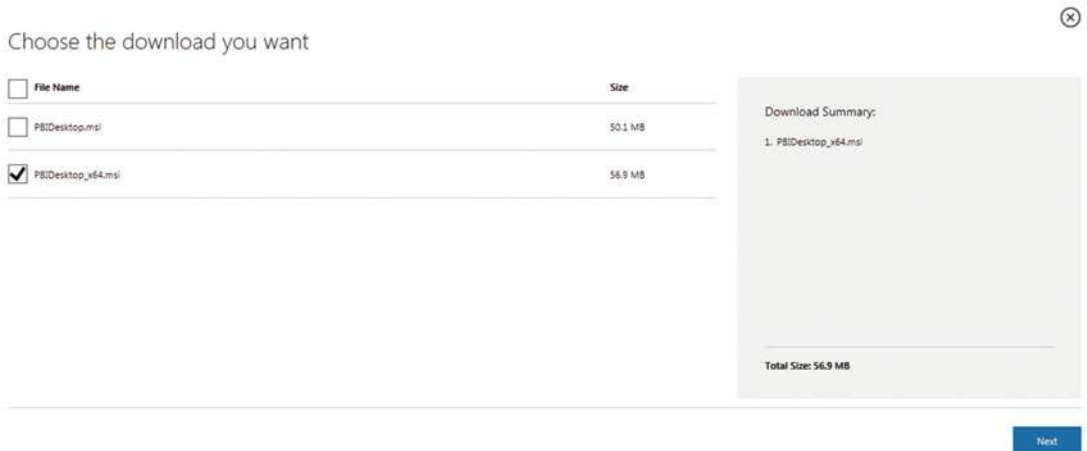 Choose the download you want
File Name Size
PBIDesktop.msi 50.1 MB
PBIDesktop_x64.msi 56.9 MB
Download Summary:
1. PBIDesktop_x64.msi
Total Size: 56.9 MB
Next